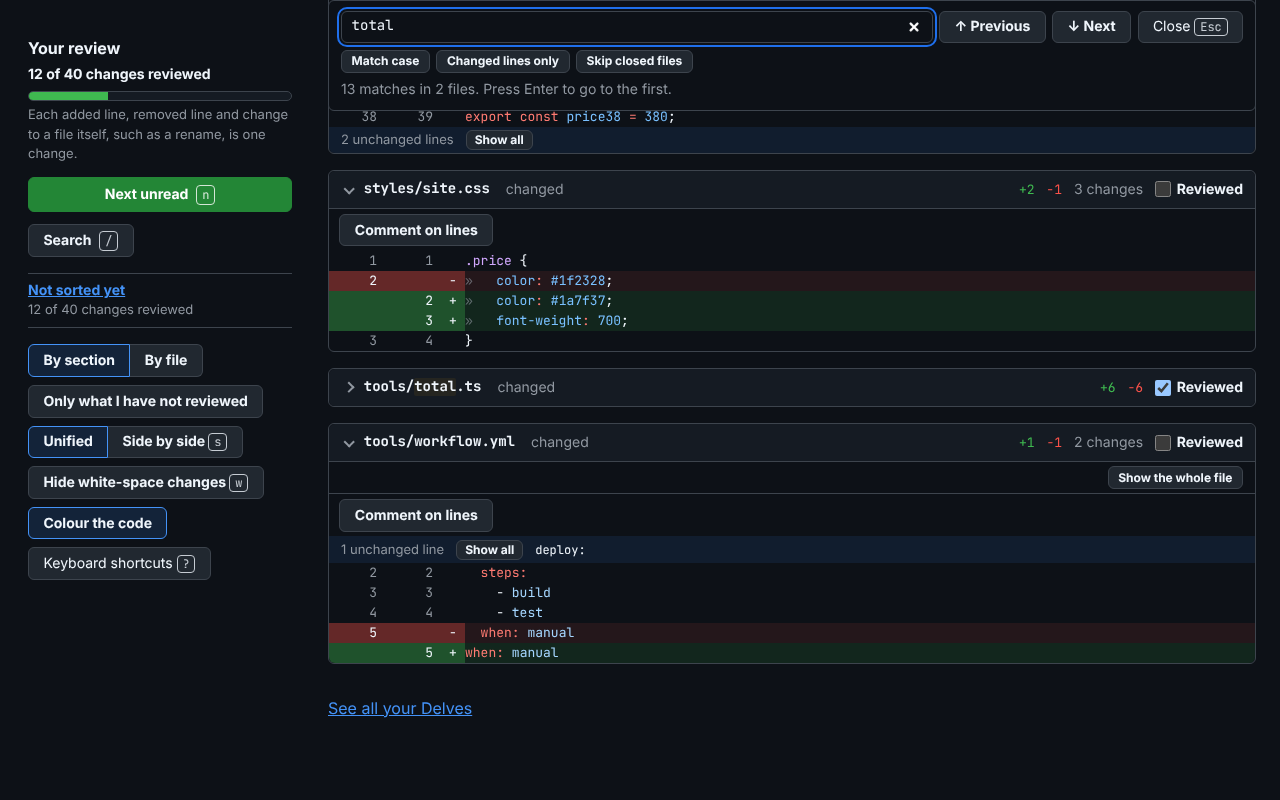 Your review
12 of 40 changes reviewed
Each added line, removed line and change
to a file itself, such as a rename, is one
change.
Next unread n
Search /
Not sorted yet
12 of 40 changes reviewed
By section By file
Only what I have not reviewed
Unified Side by side s
Hide white-space changes w
Colour the code
Keyboard shortcuts ?
total × ↑ Previous ↓ Next Close Esc
Match case Changed lines only Skip closed files
13 matches in 2 files. Press Enter to go to the first.
38 39 export const price38 = 380;
2 unchanged lines Show all
styles/site.css changed +2 -1 3 changes Reviewed
Comment on lines
1 1 .price {
2 - » color: #1f2328;
2 + » color: #1a7f37;
3 + » font-weight: 700;
3 4 }
tools/total.ts changed +6 -6 Reviewed
tools/workflow.yml changed +1 -1 2 changes Reviewed
Show the whole file
Comment on lines
1 unchanged line Show all deploy:
2 2 steps:
3 3 - build
4 4 - test
5 - when: manual
5 + when: manual
See all your Delves